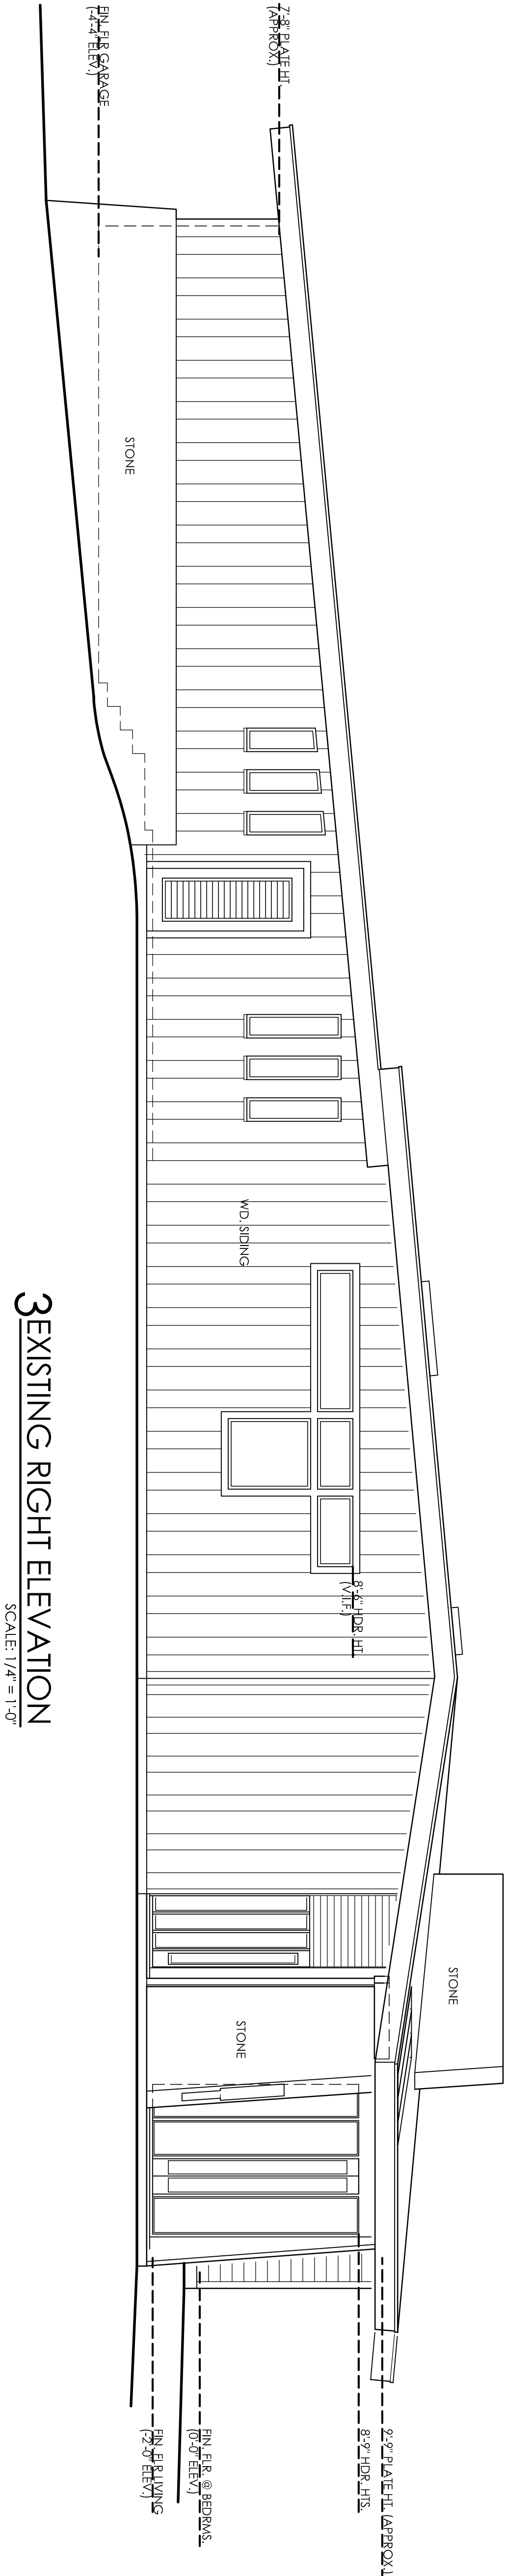 7'-8" PLATE HT.
(APPROX.)
FIN. FLR GARAGE
(-4'-4" ELEV.)
STONE
WD. SIDING
8'-6" HDR. HT.
(V.I.F.)
STONE
STONE
9'-9" PLATE HT. (APPROX.)
8'-9" HDR. HTS.
FIN. FLR. @ BEDRMS.
(0'-0" ELEV.)
FIN. FLR LIVING
(-2'-0" ELEV.)
3 EXISTING RIGHT ELEVATION
SCALE: 1/4" = 1'-0"